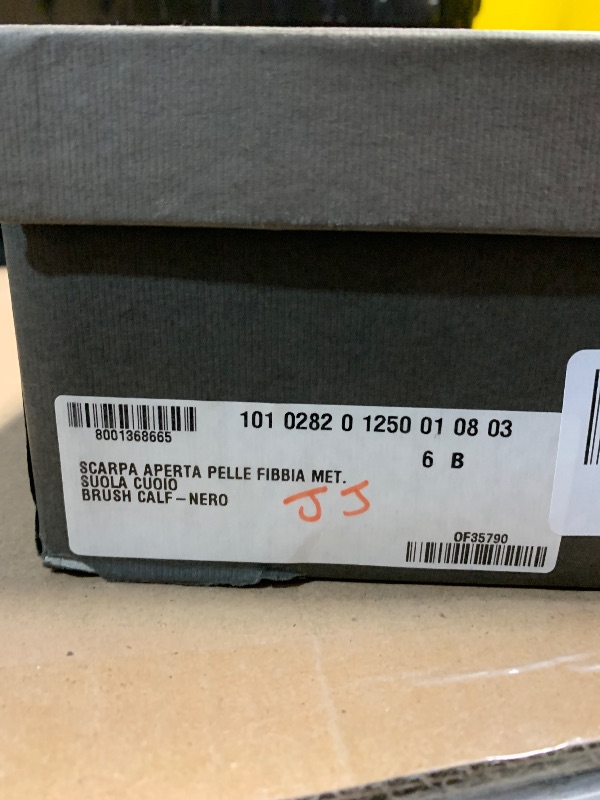 8001368665
101 0282 0 1250 01 08 03
6 B
SCARPA APERTA PELLE FIBBIA MET.
SUOLA CUOIO
BRUSH CALF-NERO
JJ
OF35790